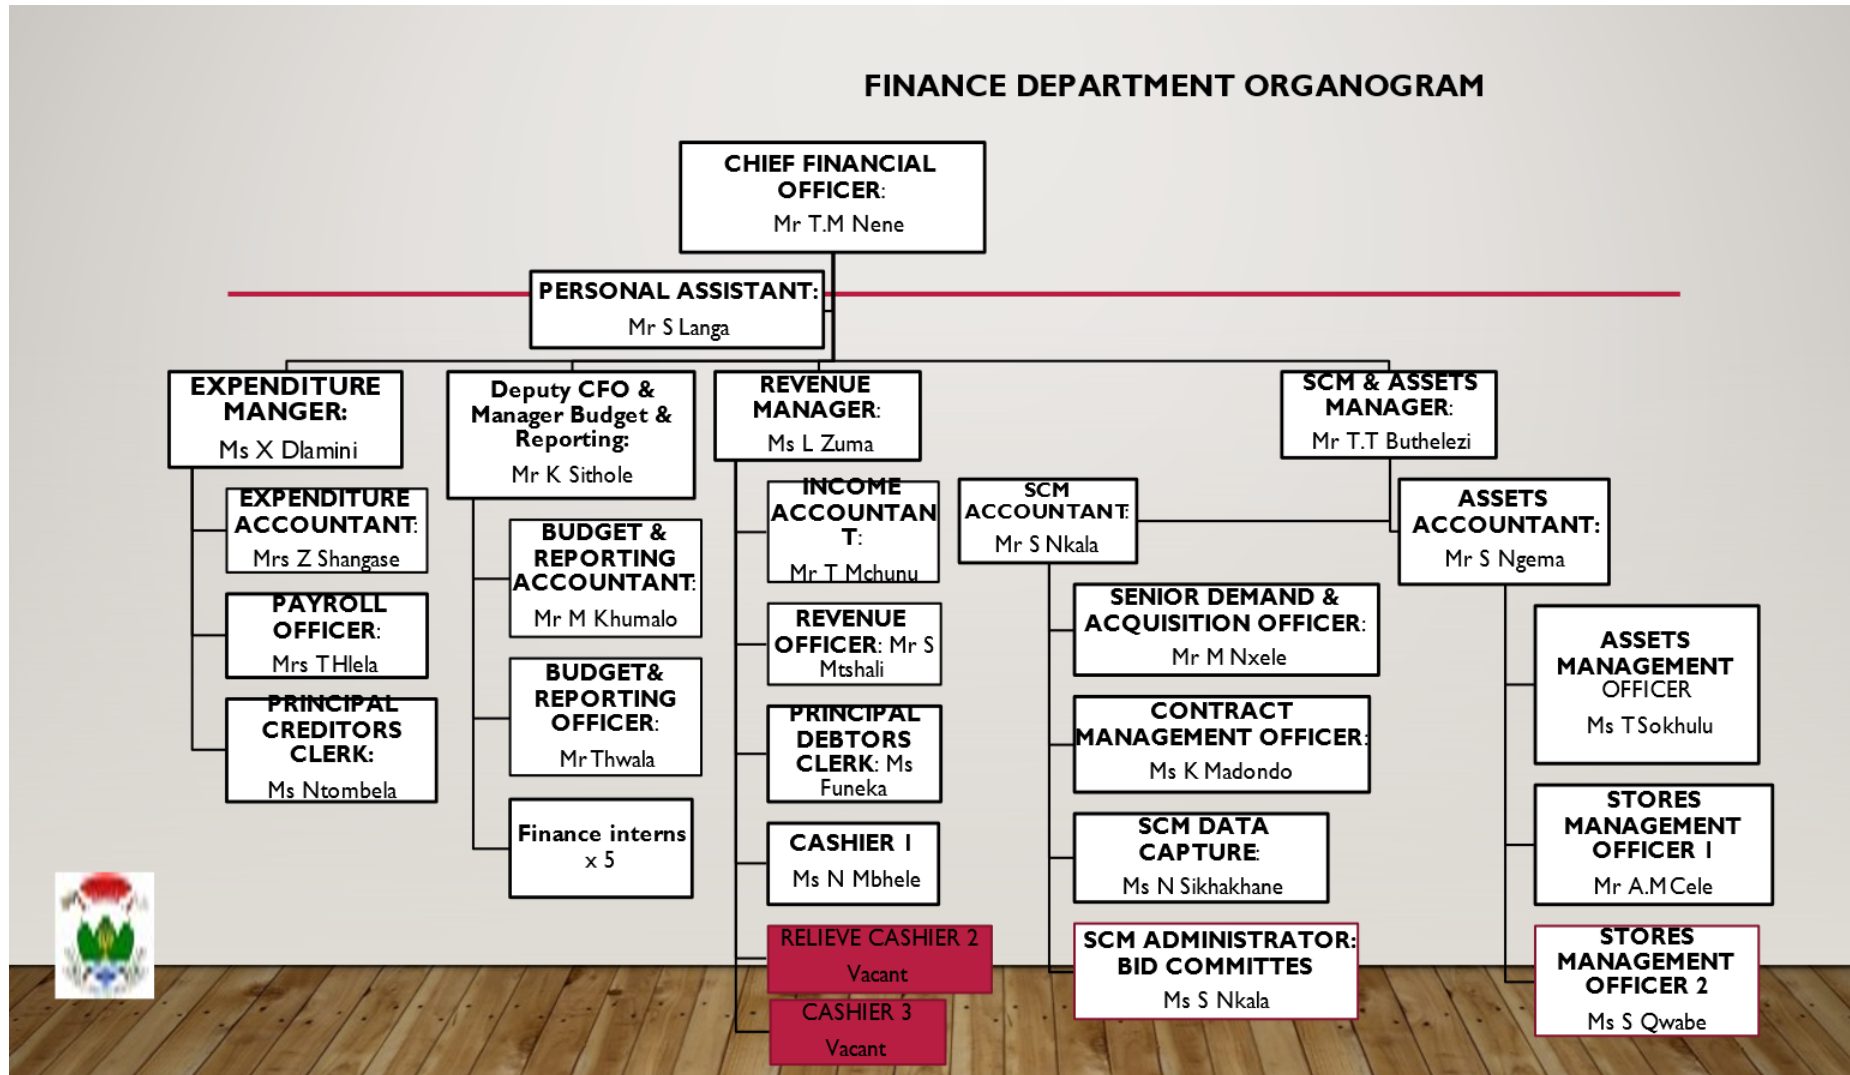 FINANCE DEPARTMENT ORGANOGRAM
CHIEF FINANCIAL
OFFICER:
Mr T.M Nene
PERSONAL ASSISTANT:
Mr S Langa
EXPENDITURE
MANGER:
Ms X Dlamini
EXPENDITURE
ACCOUNTANT:
Mrs Z Shangase
PAYROLL
OFFICER:
Mrs T Hlela
PRINCIPAL
CREDITORS
CLERK:
Ms Ntombela
Deputy CFO &
Manager Budget &
Reporting:
Mr K Sithole
BUDGET &
REPORTING
ACCOUNTANT:
Mr M Khumalo
BUDGET&
REPORTING
OFFICER:
Mr Thwala
Finance interns
x 5
REVENUE
MANAGER:
Ms L Zuma
INCOME
ACCOUNTAN
T:
Mr T Mchunu
REVENUE
OFFICER: Mr S
Mtshali
PRINCIPAL
DEBTORS
CLERK: Ms
Funeka
CASHIER 1
Ms N Mbhele
RELIEVE CASHIER 2
Vacant
CASHIER 3
Vacant
SCM & ASSETS
MANAGER:
Mr T.T Buthelezi
SCM
ACCOUNTANT:
Mr S Nkala
SENIOR DEMAND &
ACQUISITION OFFICER:
Mr M Nxele
CONTRACT
MANAGEMENT OFFICER:
Ms K Madondo
SCM DATA
CAPTURE:
Ms N Sikhakhane
SCM ADMINISTRATOR:
BID COMMITTES
Ms S Nkala
ASSETS
ACCOUNTANT:
Mr S Ngema
ASSETS
MANAGEMENT
OFFICER
Ms T Sokhulu
STORES
MANAGEMENT
OFFICER 1
Mr A.M Cele
STORES
MANAGEMENT
OFFICER 2
Ms S Qwabe